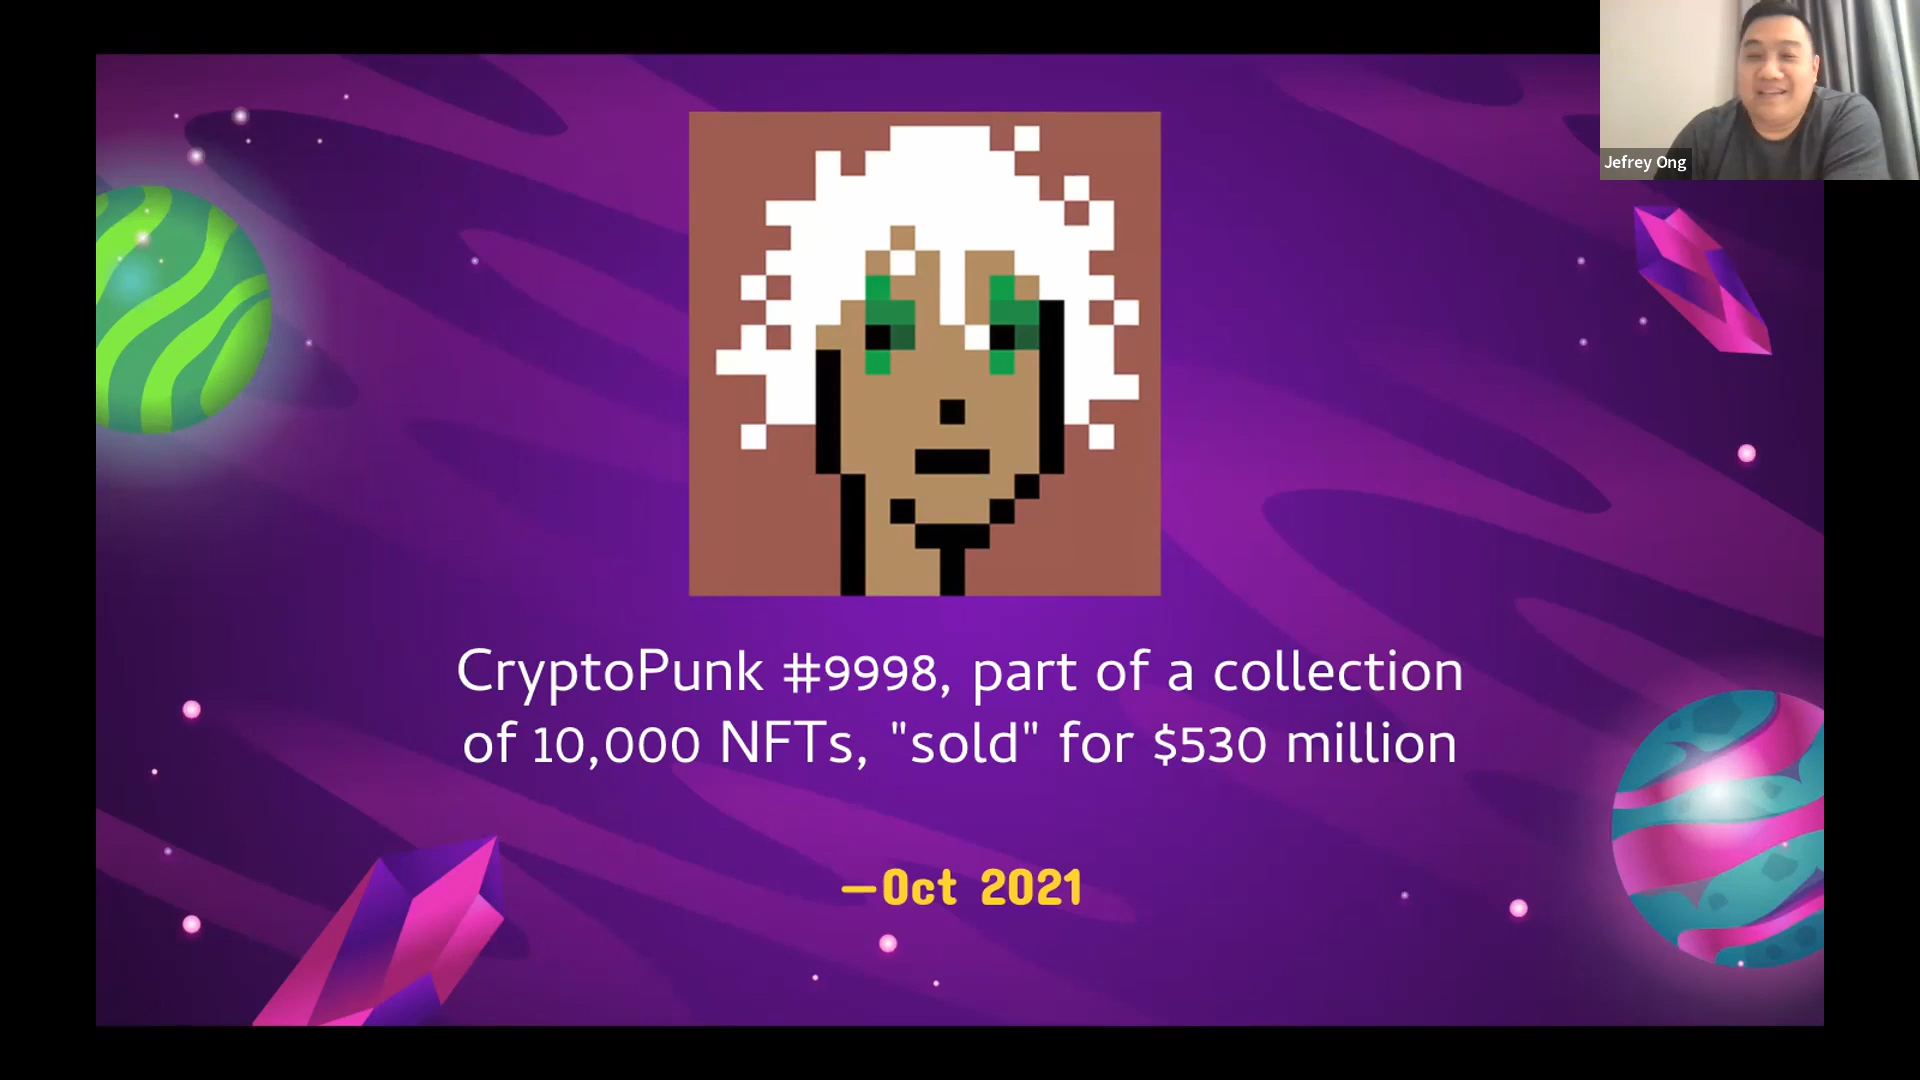 Jefrey Ong
CryptoPunk #9998, part of a collection
of 10,000 NFTs, "sold" for $530 million
—Oct 2021